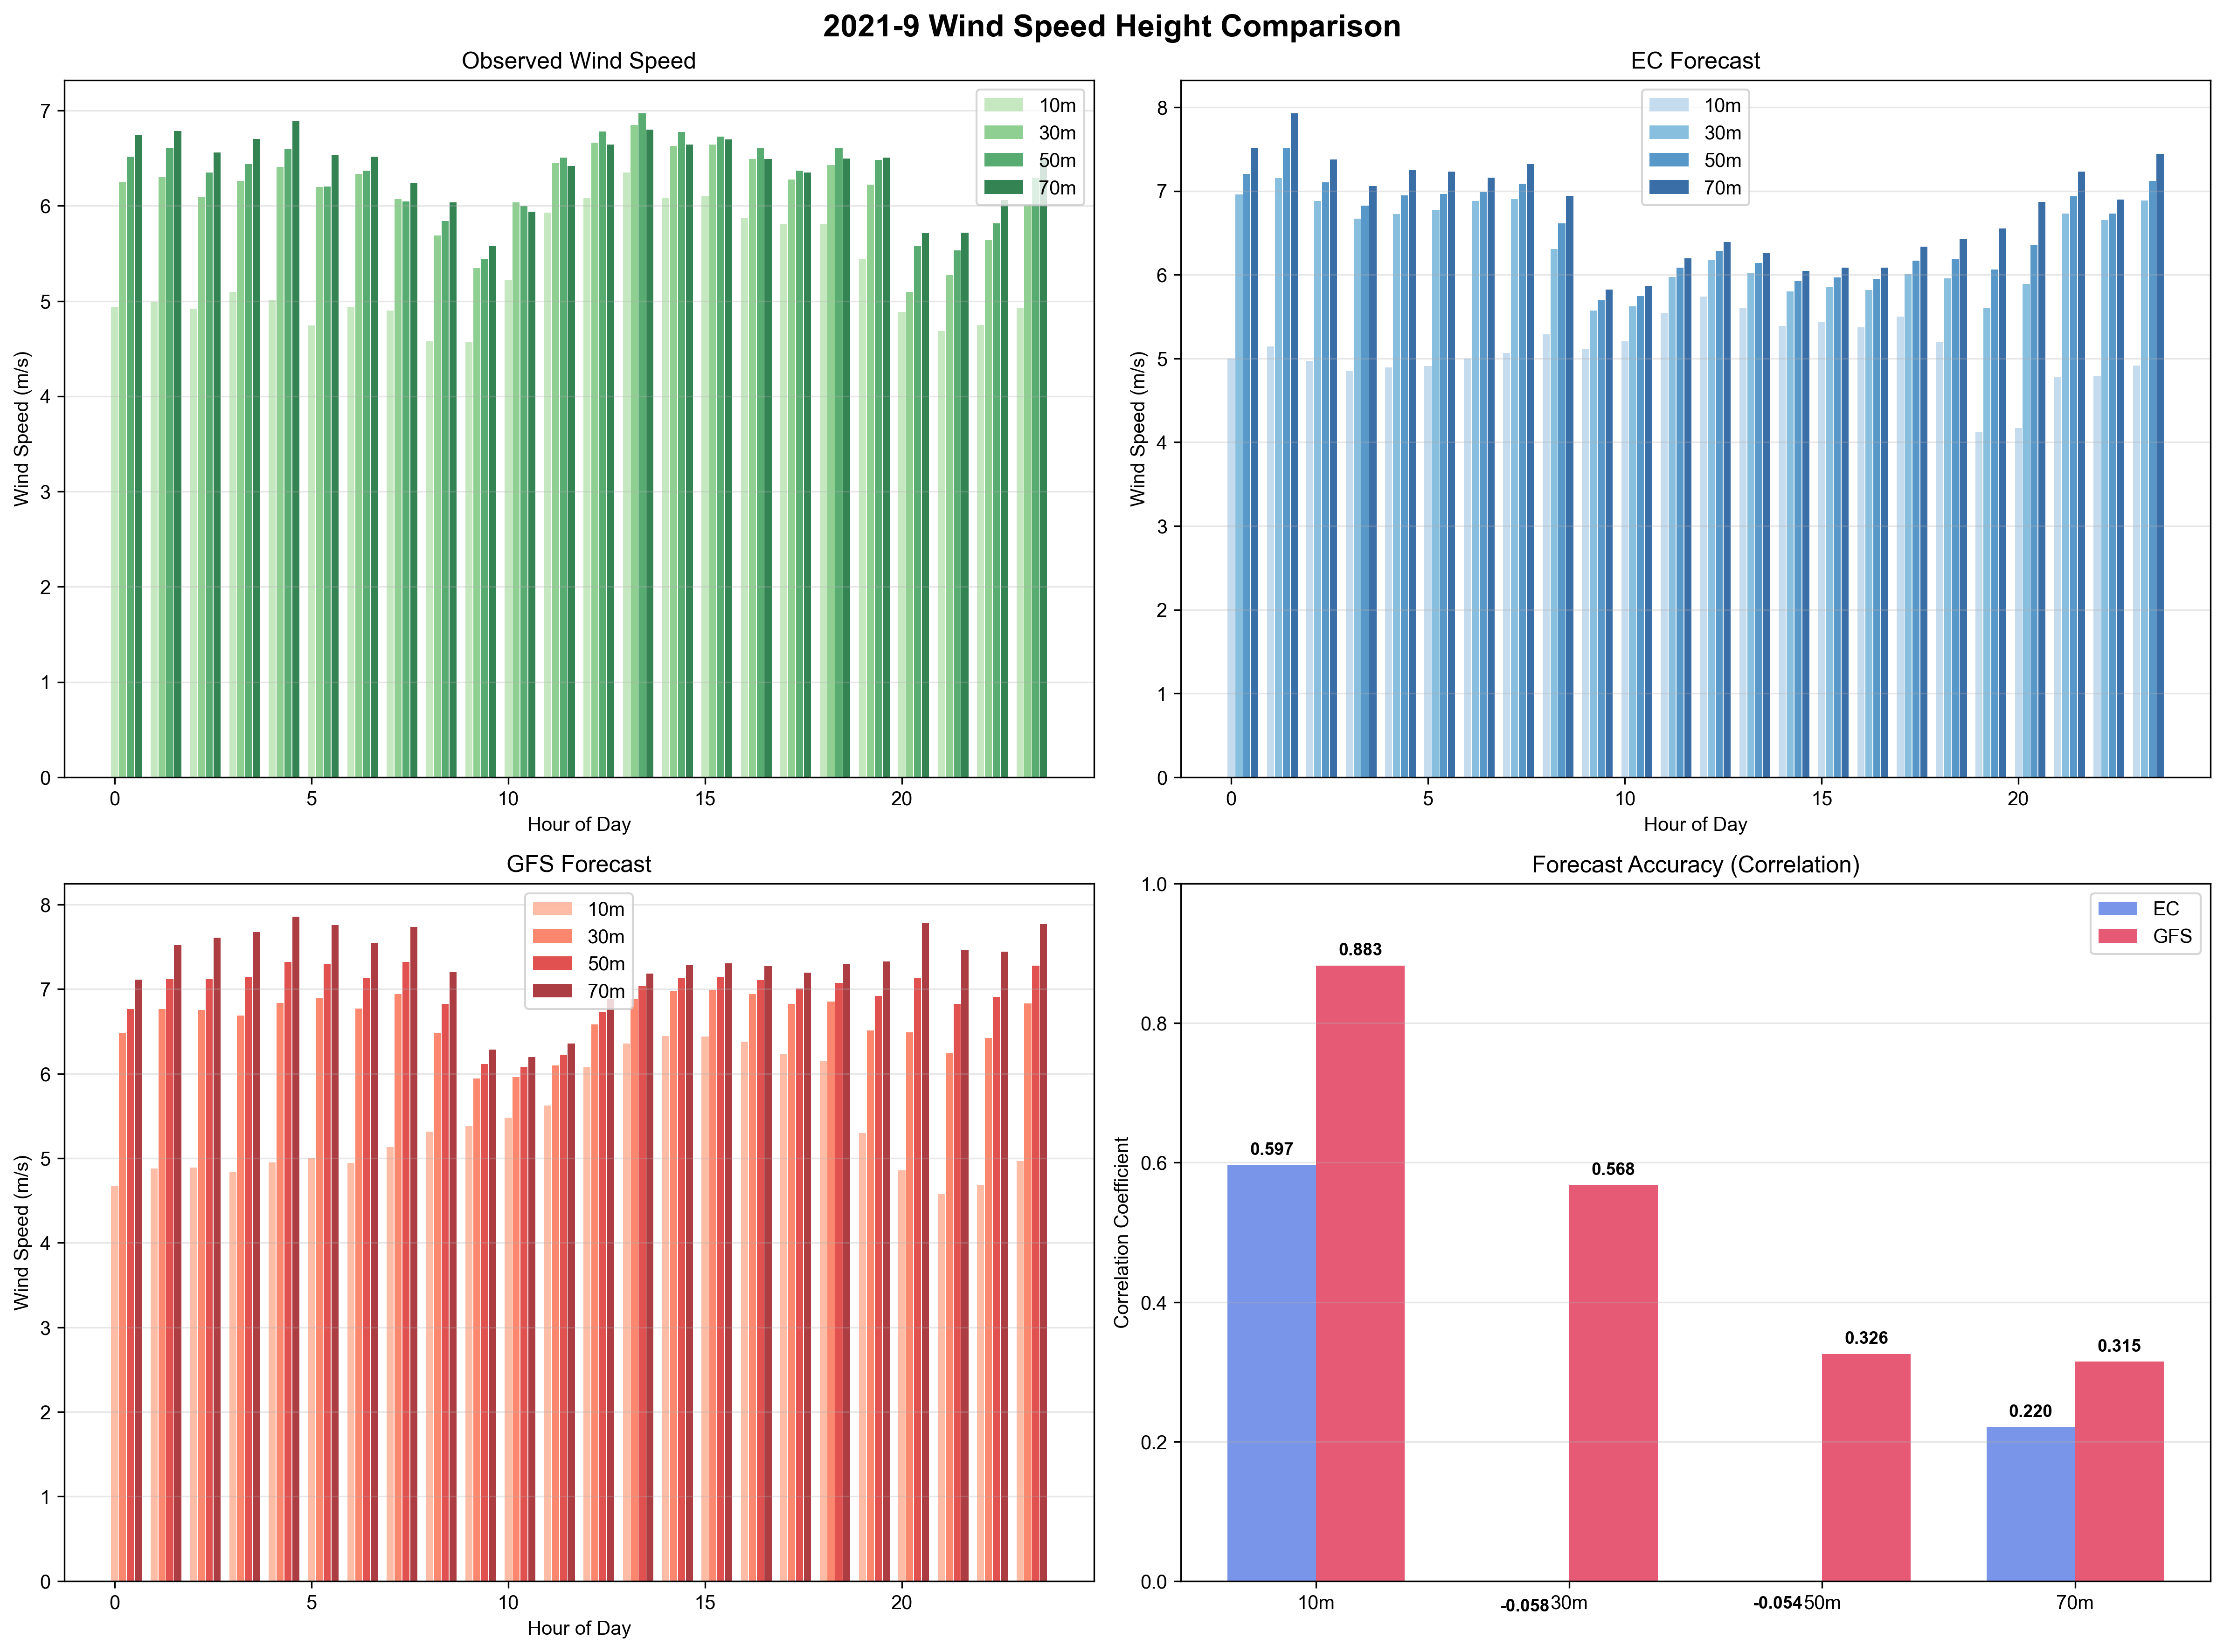 2021-9 Wind Speed Height Comparison
Observed Wind Speed
Wind Speed (m/s)
7
6
5
4
3
2
1
0
0 5 10 15 20
Hour of Day
10m
30m
50m
70m
EC Forecast
Wind Speed (m/s)
8
7
6
5
4
3
2
1
0
0 5 10 15 20
Hour of Day
10m
30m
50m
70m
GFS Forecast
Wind Speed (m/s)
8
7
6
5
4
3
2
1
0
0 5 10 15 20
Hour of Day
10m
30m
50m
70m
Forecast Accuracy (Correlation)
Correlation Coefficient
1.0
0.8
0.6
0.4
0.2
0.0
EC
GFS
0.883
0.597
0.568
0.326
0.315
0.220
-0.058
-0.054
10m 30m 50m 70m